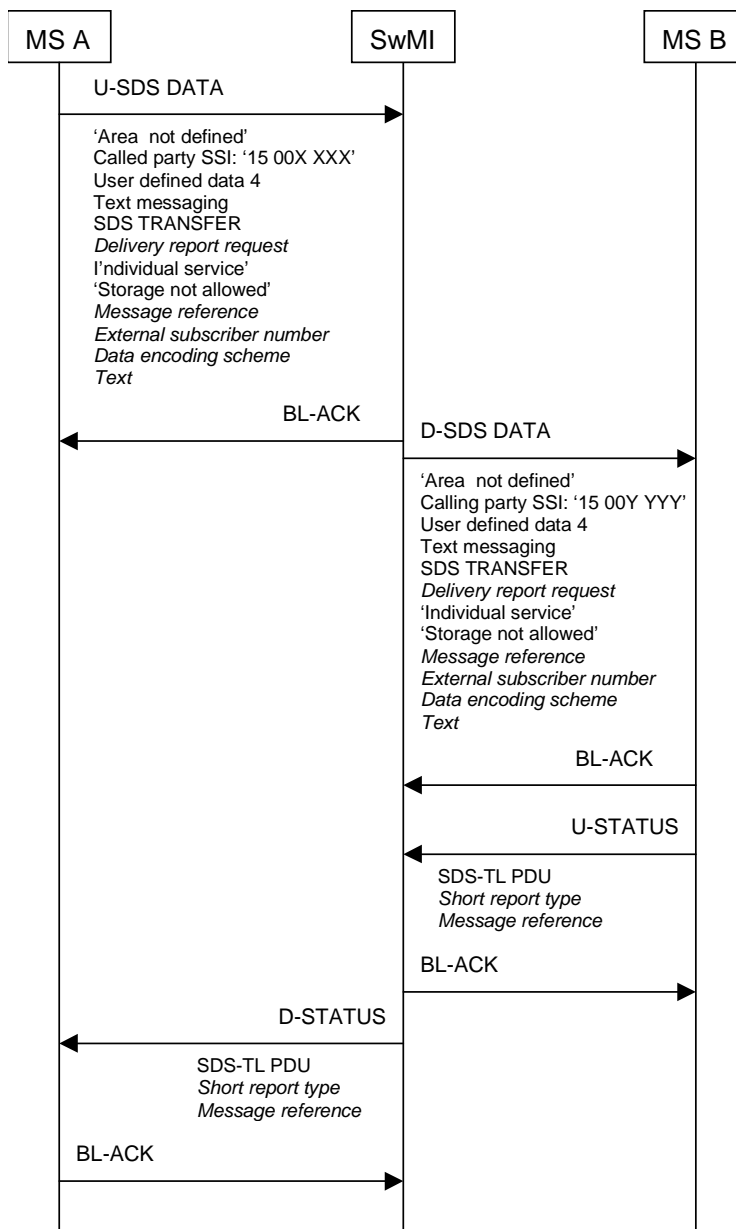 MS A
SwMI
MS B
U-SDS DATA
‘Area  not defined’
Called party SSI: ‘15 00X XXX’
User defined data 4
Text messaging
SDS TRANSFER
Delivery report request
I'ndividual service’
‘Storage not allowed’
Message reference
External subscriber number
Data encoding scheme
Text
BL-ACK
D-SDS DATA
‘Area  not defined’
Calling party SSI: ‘15 00Y YYY’
User defined data 4
Text messaging
SDS TRANSFER
Delivery report request
‘Individual service’
‘Storage not allowed’
Message reference
External subscriber number
Data encoding scheme
Text
BL-ACK
U-STATUS
SDS-TL PDU
Short report type
Message reference
BL-ACK
D-STATUS
SDS-TL PDU
Short report type
Message reference
BL-ACK